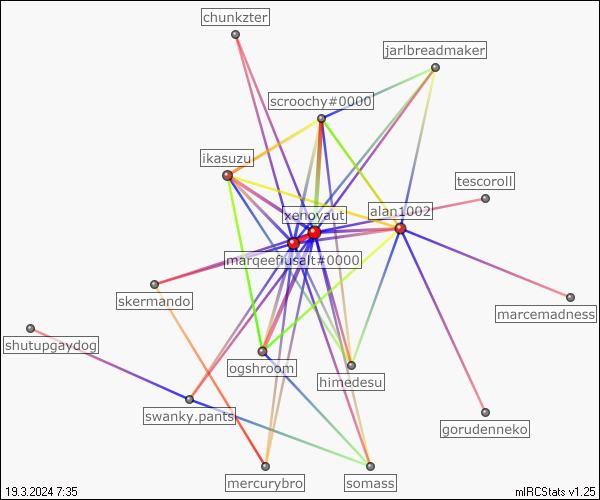 chunkzter
jarlbreadmaker
scroochy#0000
ikasuzu
tescoroll
xenoyaut
alan1002
marqeefiusalt#0000
skermando
marcemadness
shutupgaydog
ogshroom
himedesu
swanky.pants
gorudenneko
mercurybro
somass
19.3.2024 7:35
mIRCStats v1.25